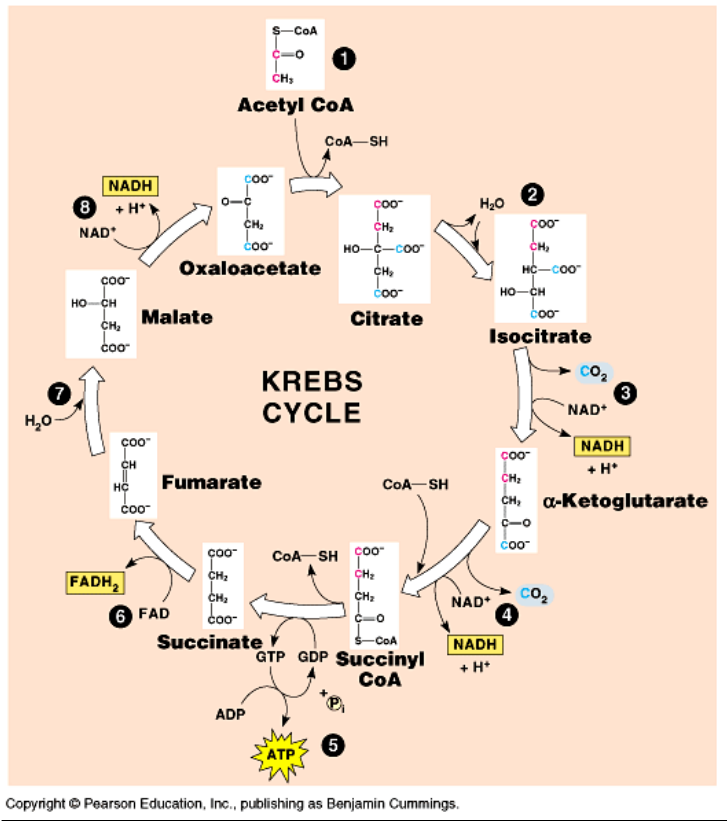 S—CoA
C=O
CH₃
1
Acetyl CoA
CoA—SH
COO⁻
O—C
CH₂
COO⁻
Oxaloacetate
COO⁻
CH₂
HO—C—COO⁻
CH₂
COO⁻
Citrate
H₂O
2
COO⁻
CH₂
HC—COO⁻
HO—CH
COO⁻
Isocitrate
CO₂
3
NAD⁺
NADH
+ H⁺
COO⁻
CH₂
CH₂
C—O
COO⁻
α-Ketoglutarate
CoA—SH
CO₂
4
NAD⁺
NADH
+ H⁺
COO⁻
CH₂
CH₂
C=O
S—CoA
Succinyl
CoA
CoA—SH
GTP
GDP
+
Pi
ADP
ATP
5
COO⁻
CH₂
CH₂
COO⁻
Succinate
FADH₂
6
FAD
COO⁻
CH
HC
COO⁻
Fumarate
7
H₂O
COO⁻
HO—CH
CH₂
COO⁻
Malate
8
NAD⁺
NADH
+ H⁺
KREBS
CYCLE
Copyright © Pearson Education, Inc., publishing as Benjamin Cummings.